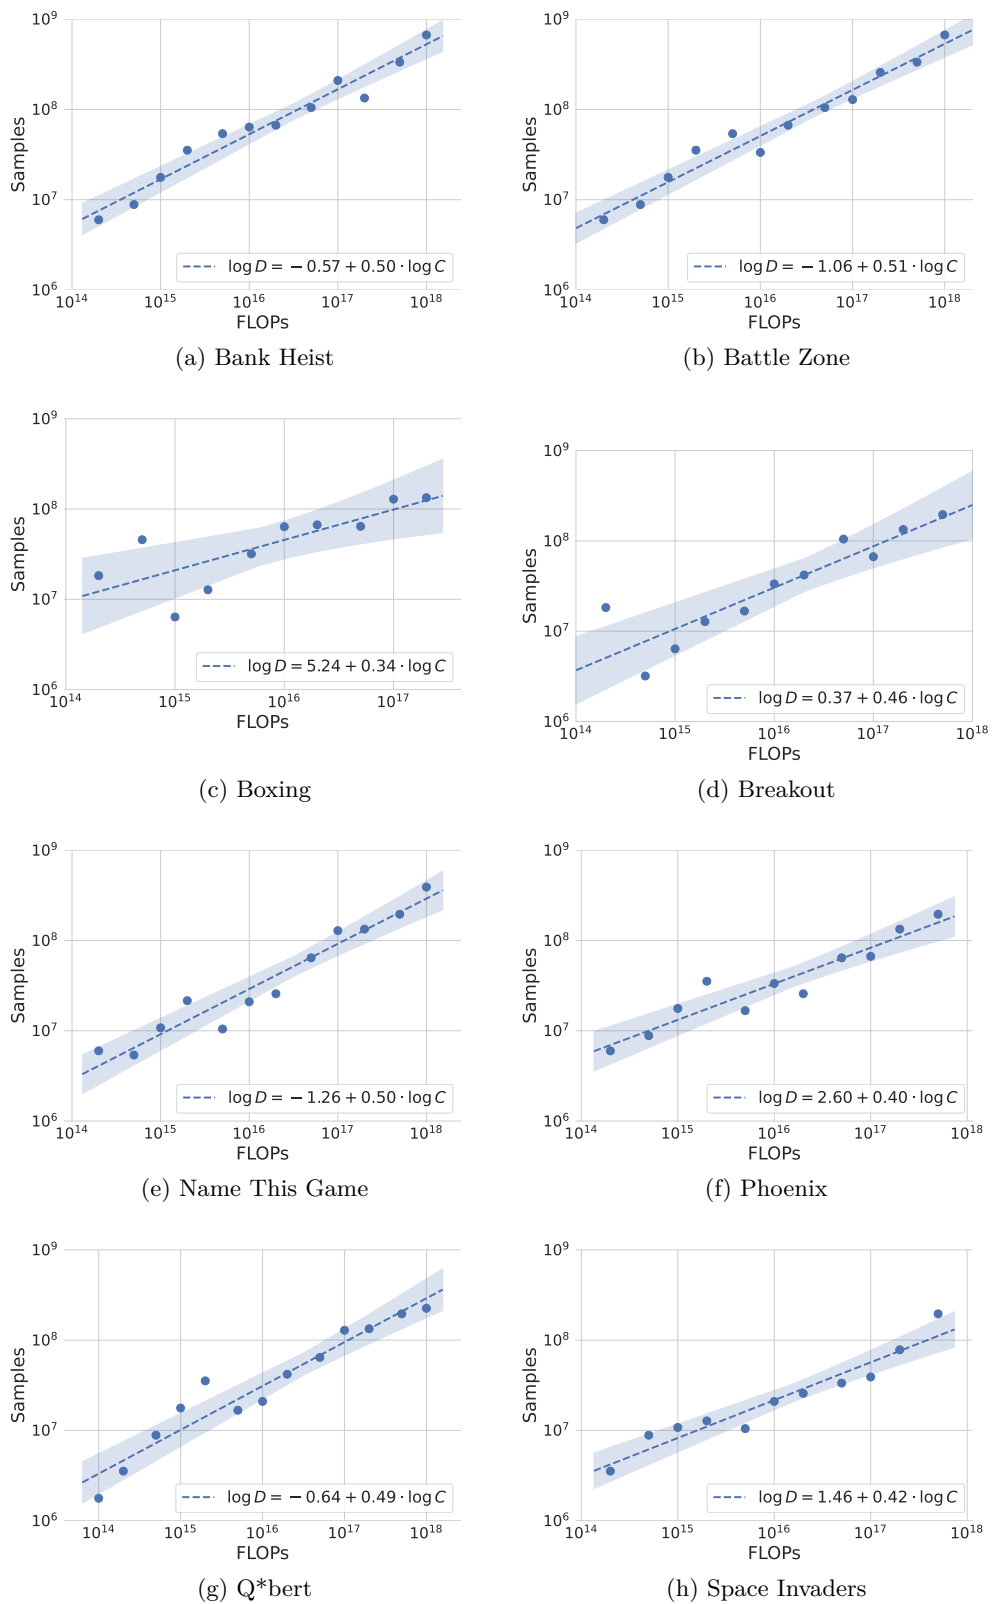 10^9
10^8
10^7
10^6
Samples
log D = −0.57 + 0.50 · log C
10^14 10^15 10^16 10^17 10^18
FLOPs
(a) Bank Heist
10^9
10^8
10^7
10^6
Samples
log D = −1.06 + 0.51 · log C
10^14 10^15 10^16 10^17 10^18
FLOPs
(b) Battle Zone
10^9
10^8
10^7
10^6
Samples
log D = 5.24 + 0.34 · log C
10^14 10^15 10^16 10^17
FLOPs
(c) Boxing
10^9
10^8
10^7
10^6
Samples
log D = 0.37 + 0.46 · log C
10^14 10^15 10^16 10^17 10^18
FLOPs
(d) Breakout
10^9
10^8
10^7
10^6
Samples
log D = −1.26 + 0.50 · log C
10^14 10^15 10^16 10^17 10^18
FLOPs
(e) Name This Game
10^9
10^8
10^7
10^6
Samples
log D = 2.60 + 0.40 · log C
10^14 10^15 10^16 10^17 10^18
FLOPs
(f) Phoenix
10^9
10^8
10^7
10^6
Samples
log D = −0.64 + 0.49 · log C
10^14 10^15 10^16 10^17 10^18
FLOPs
(g) Q*bert
10^9
10^8
10^7
10^6
Samples
log D = 1.46 + 0.42 · log C
10^14 10^15 10^16 10^17 10^18
FLOPs
(h) Space Invaders